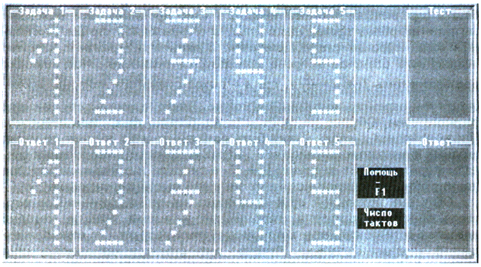 Задача 1 Задача 2 Задача 3 Задача 4 Задача 5 Тест
Ответ 1 Ответ 2 Ответ 3 Ответ 4 Ответ 5 Ответ
Помощь
–
F1
Число
тактов